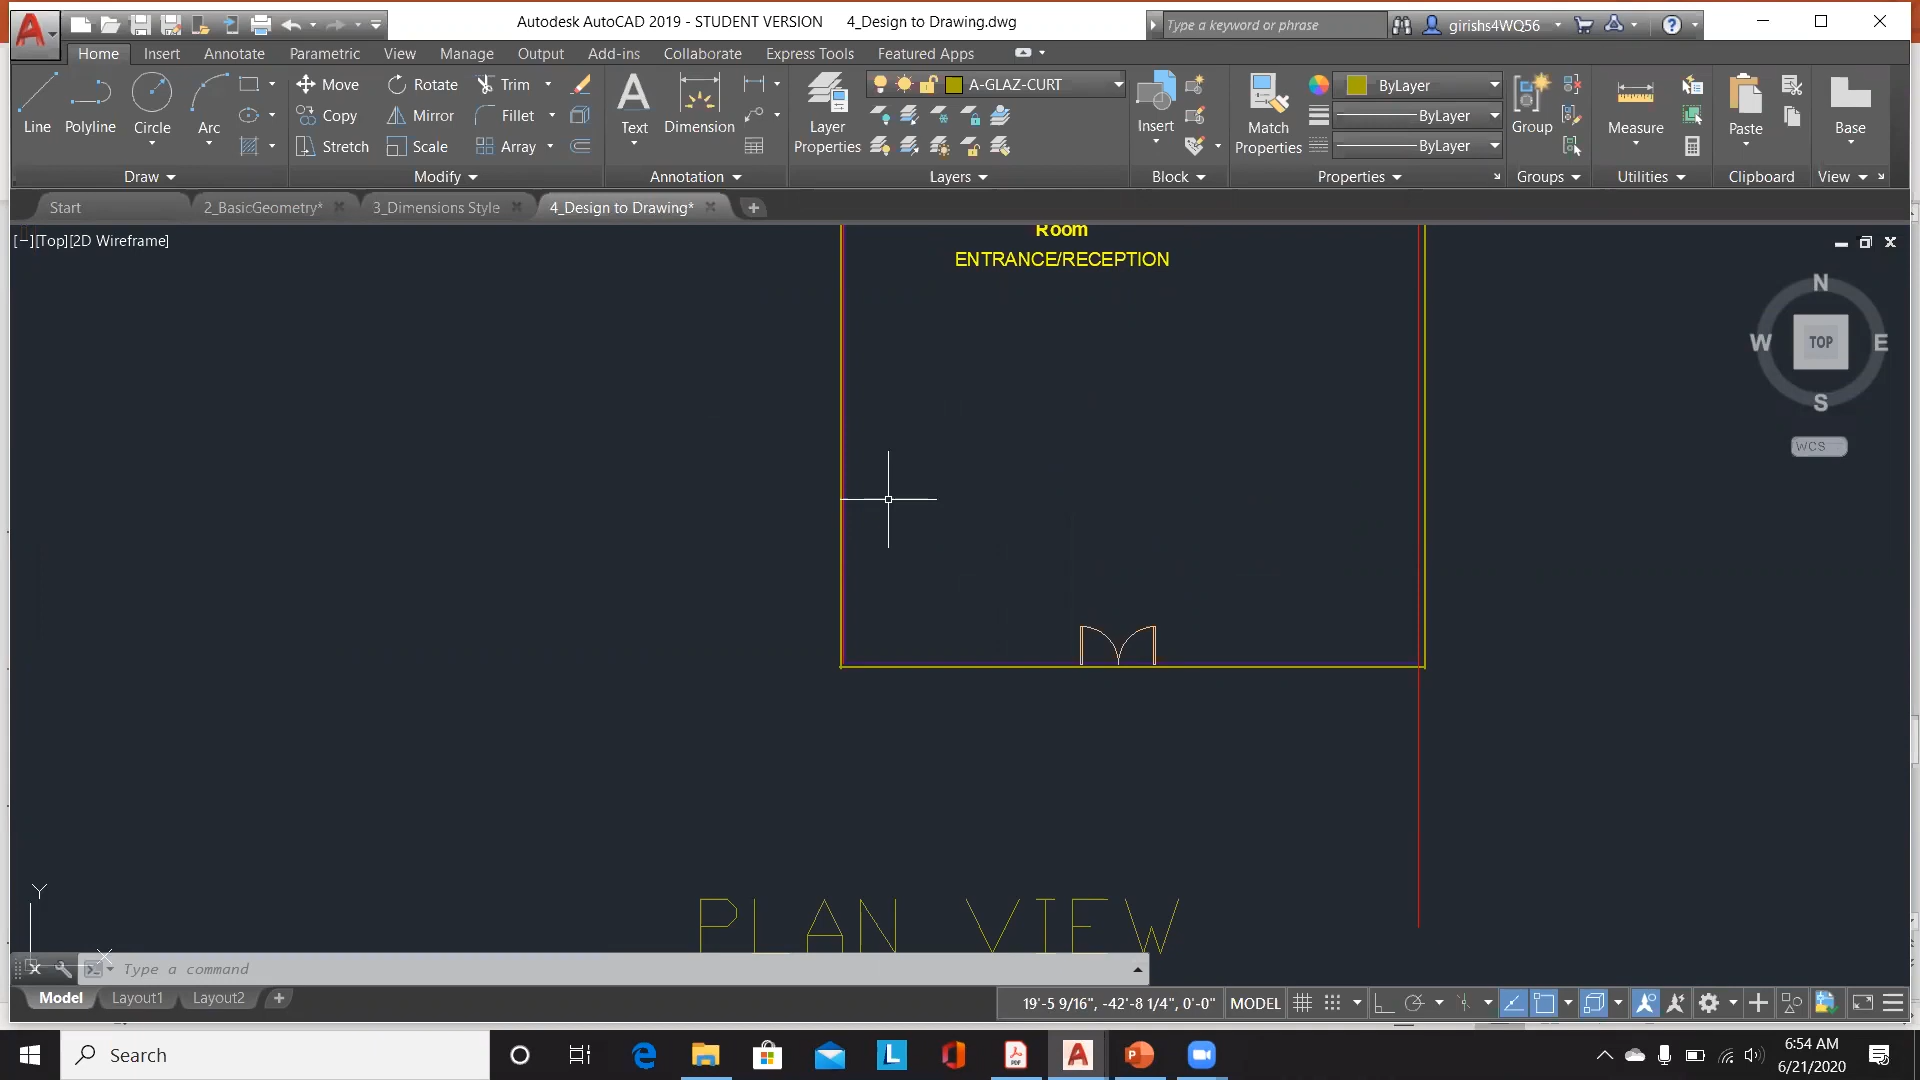 Autodesk AutoCAD 2019 - STUDENT VERSION 4_Design to Drawing.dwg
Type a keyword or phrase
girishs4WQ56
Home Insert Annotate Parametric View Manage Output Add-ins Collaborate Express Tools Featured Apps
Line Polyline Circle Arc
Move Rotate Trim
Copy Mirror Fillet
Stretch Scale Array
Text Dimension
Layer Properties
A-GLAZ-CURT
Insert
Match Properties
ByLayer
ByLayer
ByLayer
Group
Measure
Paste
Base
Draw Modify Annotation Layers Block Properties Groups Utilities Clipboard View
Start 2_BasicGeometry* 3_Dimensions Style 4_Design to Drawing*
[−][Top][2D Wireframe]
Room
ENTRANCE/RECEPTION
N
W TOP E
S
WCS
PLAN VIEW
Y
X
Type a command
Model Layout1 Layout2
19'-5 9/16", -42'-8 1/4", 0'-0" MODEL
Search
6:54 AM
6/21/2020